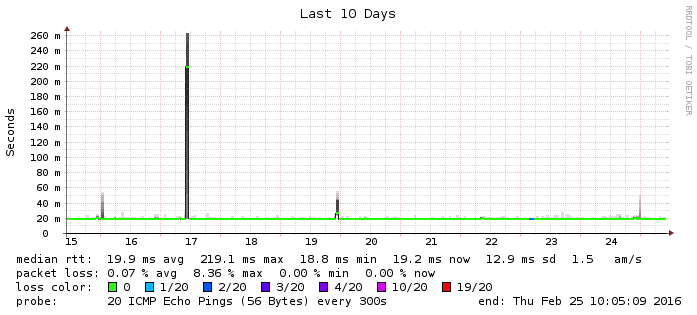 Last 10 Days
RRDTOOL / TOBI OETIKER
Seconds
260 m
240 m
220 m
200 m
180 m
160 m
140 m
120 m
100 m
80 m
60 m
40 m
20 m
0
15 16 17 18 19 20 21 22 23 24
median rtt: 19.9 ms avg 219.1 ms max 18.8 ms min 19.2 ms now 12.9 ms sd 1.5 am/s
packet loss: 0.07 % avg 8.36 % max 0.00 % min 0.00 % now
loss color: 0 1/20 2/20 3/20 4/20 10/20 19/20
probe: 20 ICMP Echo Pings (56 Bytes) every 300s end: Thu Feb 25 10:05:09 2016